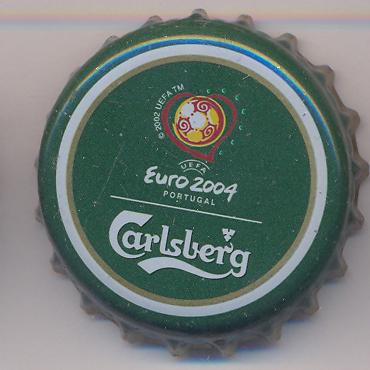 © 2002 UEFA TM
UEFA
Euro 2004
PORTUGAL
Carlsberg